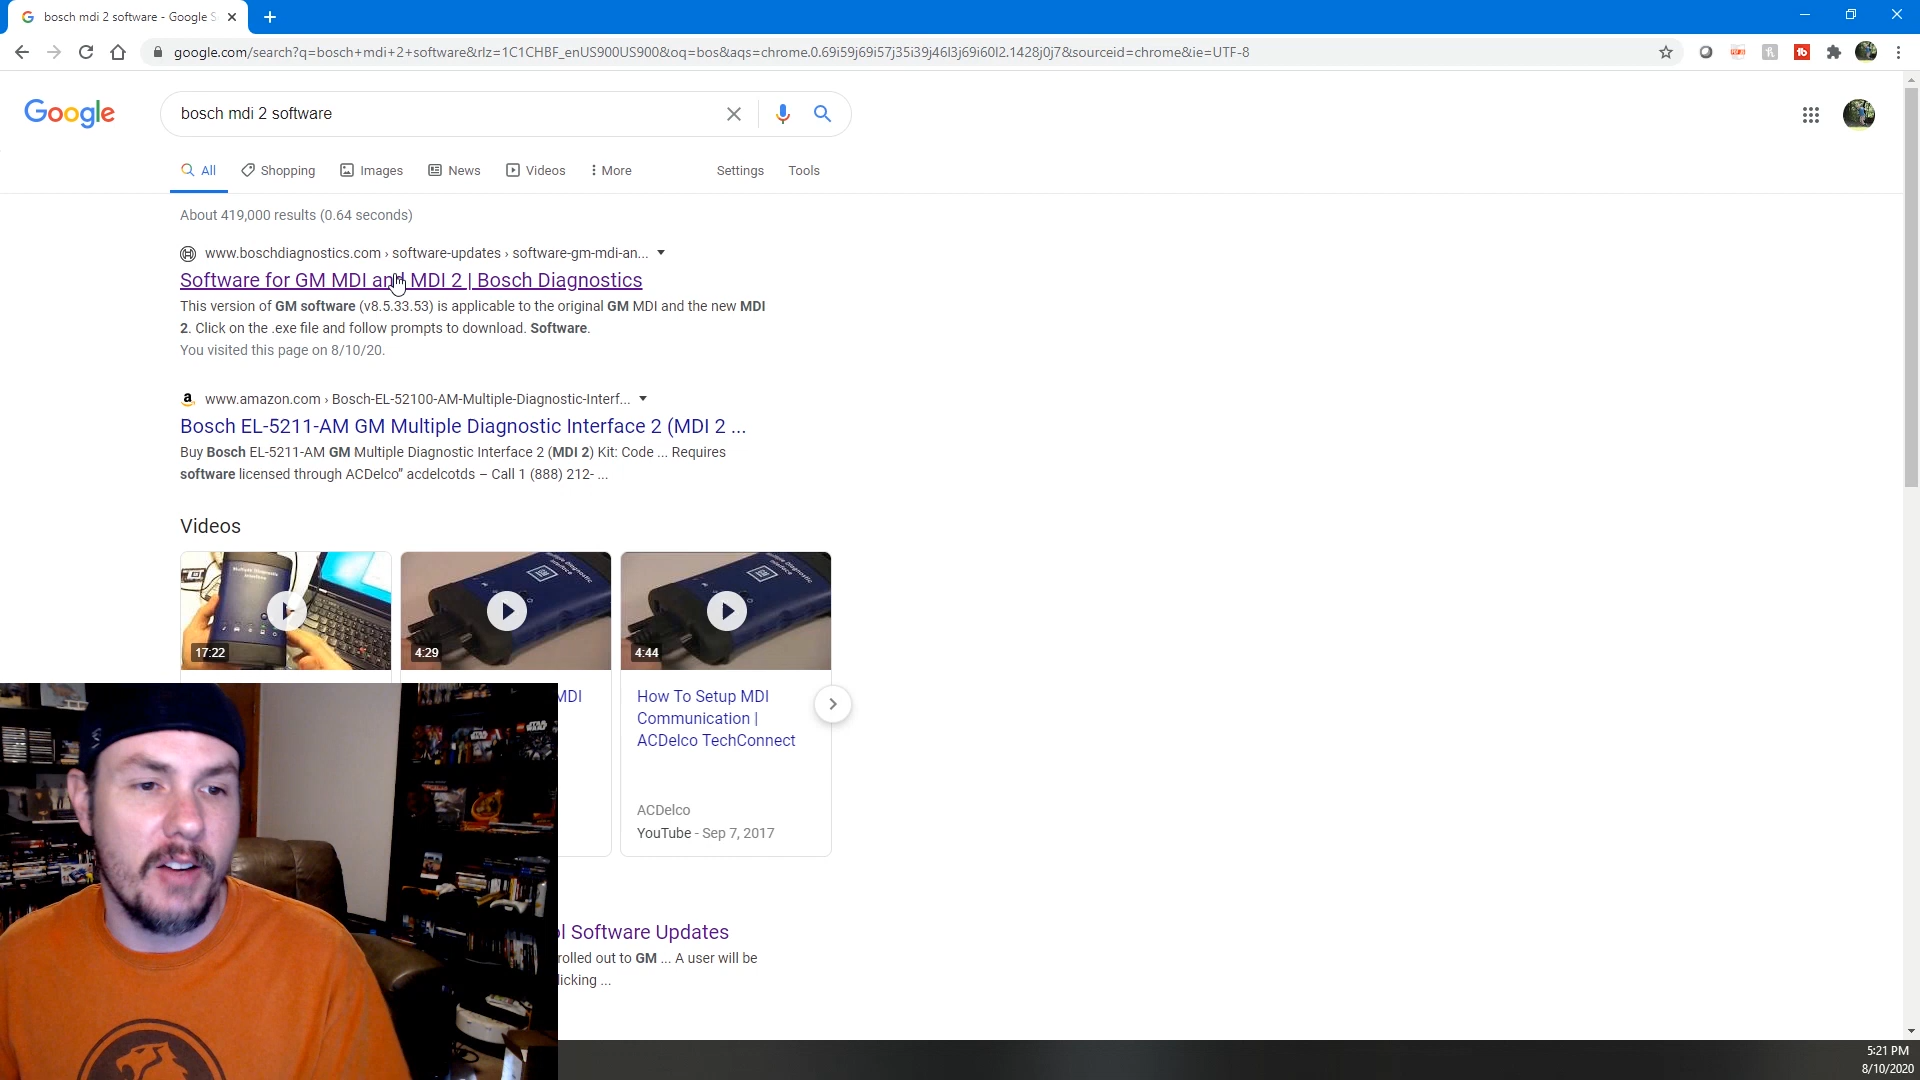 bosch mdi 2 software - Google S
google.com/search?q=bosch+mdi+2+software&rlz=1C1CHBF_enUS900US900&oq=bos&aqs=chrome.0.69i59j69i57j35i39j46l3j69i60l2.1428j0j7&sourceid=chrome&ie=UTF-8
Google
bosch mdi 2 software
All
Shopping
Images
News
Videos
More
Settings
Tools
About 419,000 results (0.64 seconds)
www.boschdiagnostics.com › software-updates › software-gm-mdi-an...
Software for GM MDI and MDI 2 | Bosch Diagnostics
This version of GM software (v8.5.33.53) is applicable to the original GM MDI and the new MDI
2. Click on the .exe file and follow prompts to download. Software.
You visited this page on 8/10/20.
www.amazon.com › Bosch-EL-52100-AM-Multiple-Diagnostic-Interf...
Bosch EL-5211-AM GM Multiple Diagnostic Interface 2 (MDI 2 ...
Buy Bosch EL-5211-AM GM Multiple Diagnostic Interface 2 (MDI 2) Kit: Code ... Requires
software licensed through ACDelco” acdelcotds – Call 1 (888) 212- ...
Videos
Multiple Diagnostic
Interface
17:22
4:29
4:44
MDI
How To Setup MDI
Communication |
ACDelco TechConnect
ACDelco
YouTube - Sep 7, 2017
STAR
WARS
ol Software Updates
rolled out to GM ... A user will be
licking ...
5:21 PM
8/10/2020